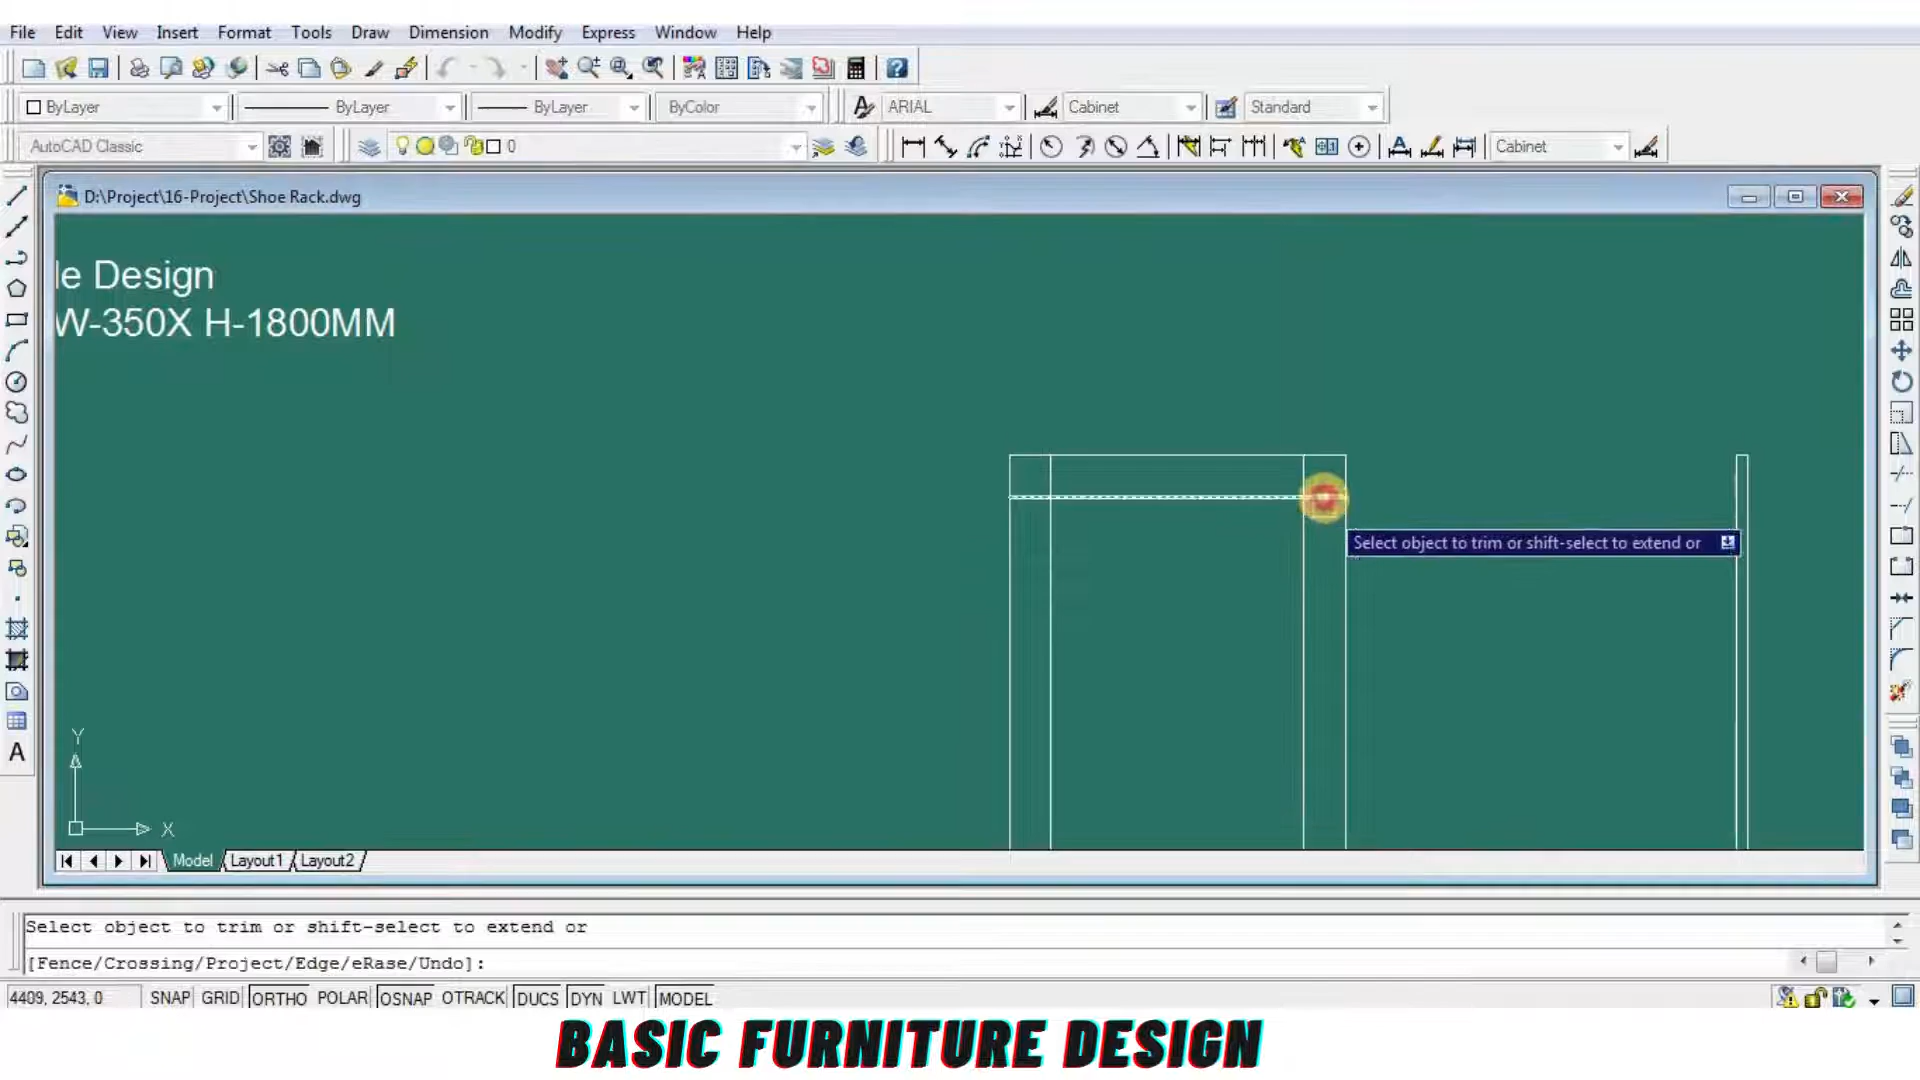 File Edit View Insert Format Tools Draw Dimension Modify Express Window Help
ByLayer ByLayer ByLayer ByColor ARIAL Cabinet Standard
AutoCAD Classic 0 Cabinet
D:\Project\16-Project\Shoe Rack.dwg
le Design
W-350X H-1800MM
Select object to trim or shift-select to extend or
Y
X
Model Layout1 Layout2
A
Select object to trim or shift-select to extend or
[Fence/Crossing/Project/Edge/eRase/Undo]:
4409, 2543, 0 SNAP GRID ORTHO POLAR OSNAP OTRACK DUCS DYN LWT MODEL
BASIC FURNITURE DESIGN